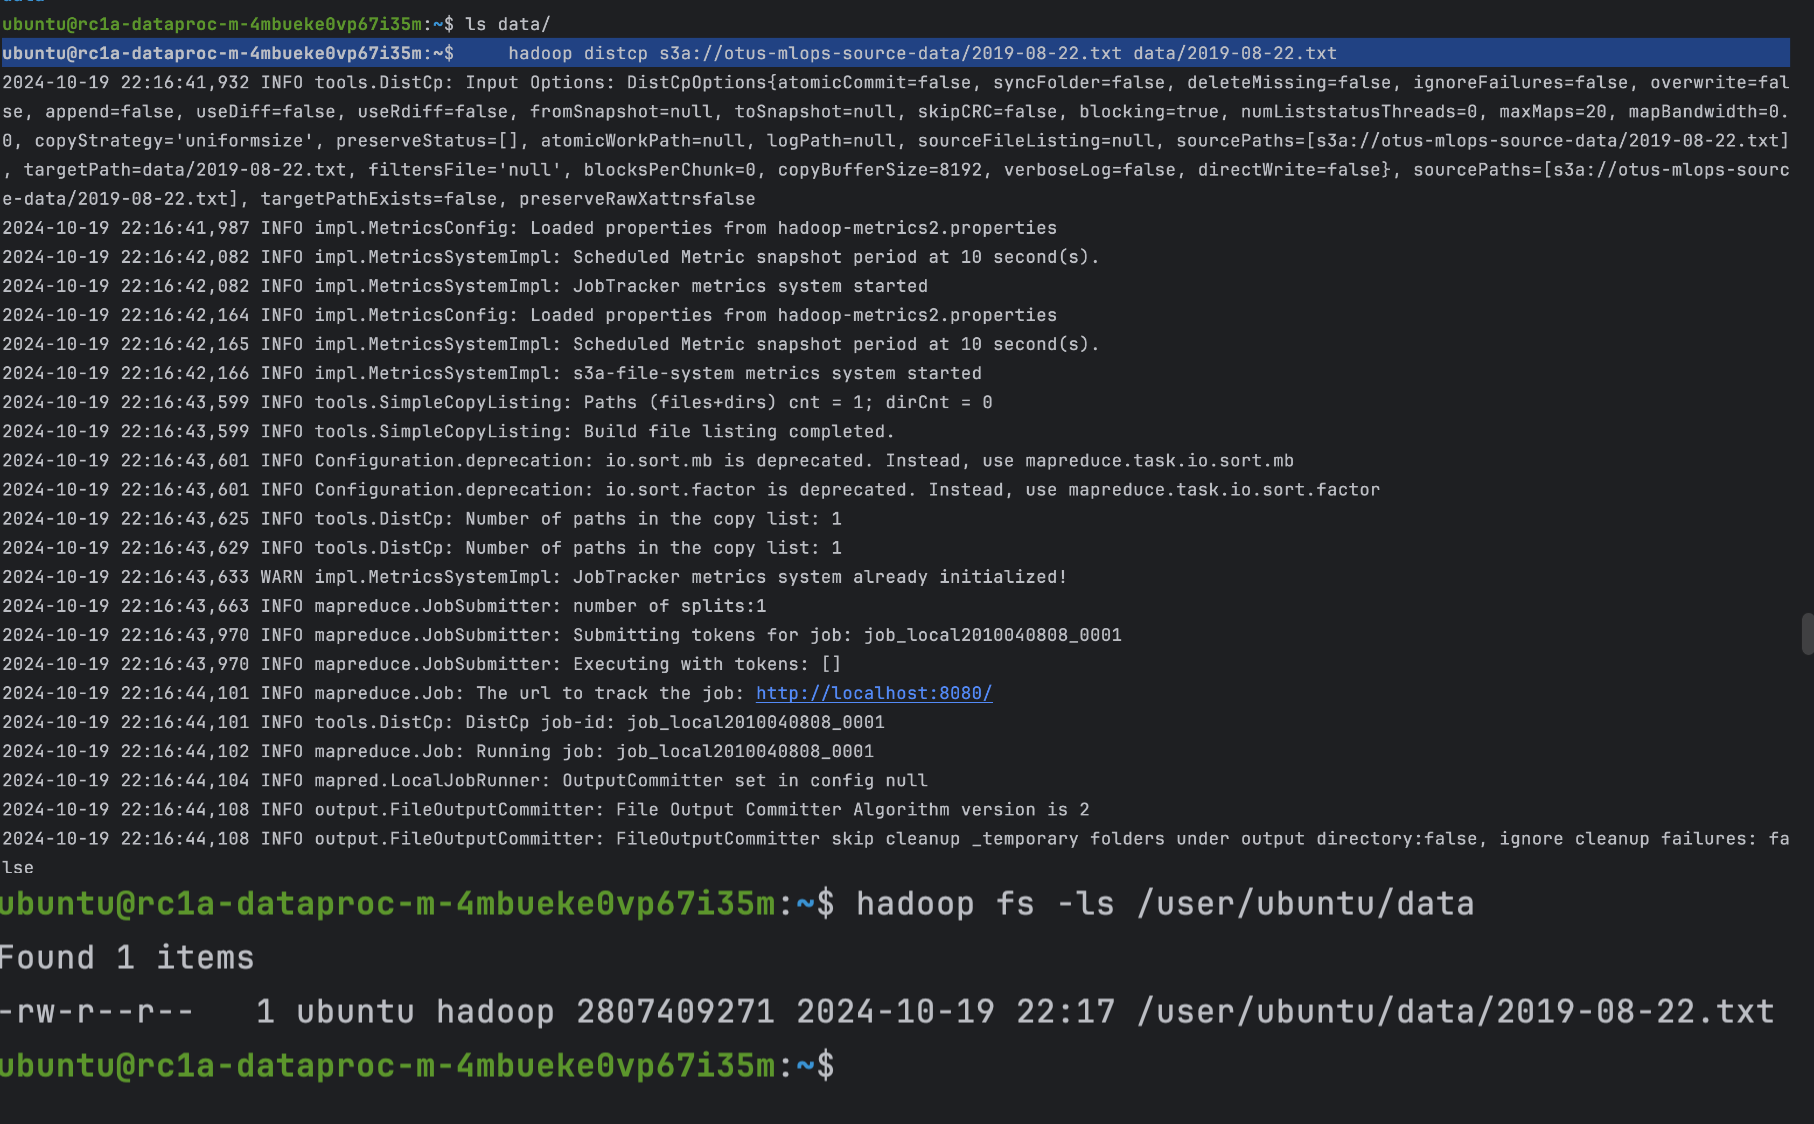 ubuntu@rc1a-dataproc-m-4mbueke0vp67i35m:~$ ls data/
ubuntu@rc1a-dataproc-m-4mbueke0vp67i35m:~$     hadoop distcp s3a://otus-mlops-source-data/2019-08-22.txt data/2019-08-22.txt
2024-10-19 22:16:41,932 INFO tools.DistCp: Input Options: DistCpOptions{atomicCommit=false, syncFolder=false, deleteMissing=false, ignoreFailures=false, overwrite=fal
se, append=false, useDiff=false, useRdiff=false, fromSnapshot=null, toSnapshot=null, skipCRC=false, blocking=true, numListstatusThreads=0, maxMaps=20, mapBandwidth=0.
0, copyStrategy='uniformsize', preserveStatus=[], atomicWorkPath=null, logPath=null, sourceFileListing=null, sourcePaths=[s3a://otus-mlops-source-data/2019-08-22.txt]
, targetPath=data/2019-08-22.txt, filtersFile='null', blocksPerChunk=0, copyBufferSize=8192, verboseLog=false, directWrite=false}, sourcePaths=[s3a://otus-mlops-sourc
e-data/2019-08-22.txt], targetPathExists=false, preserveRawXattrsfalse
2024-10-19 22:16:41,987 INFO impl.MetricsConfig: Loaded properties from hadoop-metrics2.properties
2024-10-19 22:16:42,082 INFO impl.MetricsSystemImpl: Scheduled Metric snapshot period at 10 second(s).
2024-10-19 22:16:42,082 INFO impl.MetricsSystemImpl: JobTracker metrics system started
2024-10-19 22:16:42,164 INFO impl.MetricsConfig: Loaded properties from hadoop-metrics2.properties
2024-10-19 22:16:42,165 INFO impl.MetricsSystemImpl: Scheduled Metric snapshot period at 10 second(s).
2024-10-19 22:16:42,166 INFO impl.MetricsSystemImpl: s3a-file-system metrics system started
2024-10-19 22:16:43,599 INFO tools.SimpleCopyListing: Paths (files+dirs) cnt = 1; dirCnt = 0
2024-10-19 22:16:43,599 INFO tools.SimpleCopyListing: Build file listing completed.
2024-10-19 22:16:43,601 INFO Configuration.deprecation: io.sort.mb is deprecated. Instead, use mapreduce.task.io.sort.mb
2024-10-19 22:16:43,601 INFO Configuration.deprecation: io.sort.factor is deprecated. Instead, use mapreduce.task.io.sort.factor
2024-10-19 22:16:43,625 INFO tools.DistCp: Number of paths in the copy list: 1
2024-10-19 22:16:43,629 INFO tools.DistCp: Number of paths in the copy list: 1
2024-10-19 22:16:43,633 WARN impl.MetricsSystemImpl: JobTracker metrics system already initialized!
2024-10-19 22:16:43,663 INFO mapreduce.JobSubmitter: number of splits:1
2024-10-19 22:16:43,970 INFO mapreduce.JobSubmitter: Submitting tokens for job: job_local2010040808_0001
2024-10-19 22:16:43,970 INFO mapreduce.JobSubmitter: Executing with tokens: []
2024-10-19 22:16:44,101 INFO mapreduce.Job: The url to track the job: http://localhost:8080/
2024-10-19 22:16:44,101 INFO tools.DistCp: DistCp job-id: job_local2010040808_0001
2024-10-19 22:16:44,102 INFO mapreduce.Job: Running job: job_local2010040808_0001
2024-10-19 22:16:44,104 INFO mapred.LocalJobRunner: OutputCommitter set in config null
2024-10-19 22:16:44,108 INFO output.FileOutputCommitter: File Output Committer Algorithm version is 2
2024-10-19 22:16:44,108 INFO output.FileOutputCommitter: FileOutputCommitter skip cleanup _temporary folders under output directory:false, ignore cleanup failures: fa
lse
ubuntu@rc1a-dataproc-m-4mbueke0vp67i35m:~$ hadoop fs -ls /user/ubuntu/data
Found 1 items
-rw-r--r--   1 ubuntu hadoop 2807409271 2024-10-19 22:17 /user/ubuntu/data/2019-08-22.txt
ubuntu@rc1a-dataproc-m-4mbueke0vp67i35m:~$